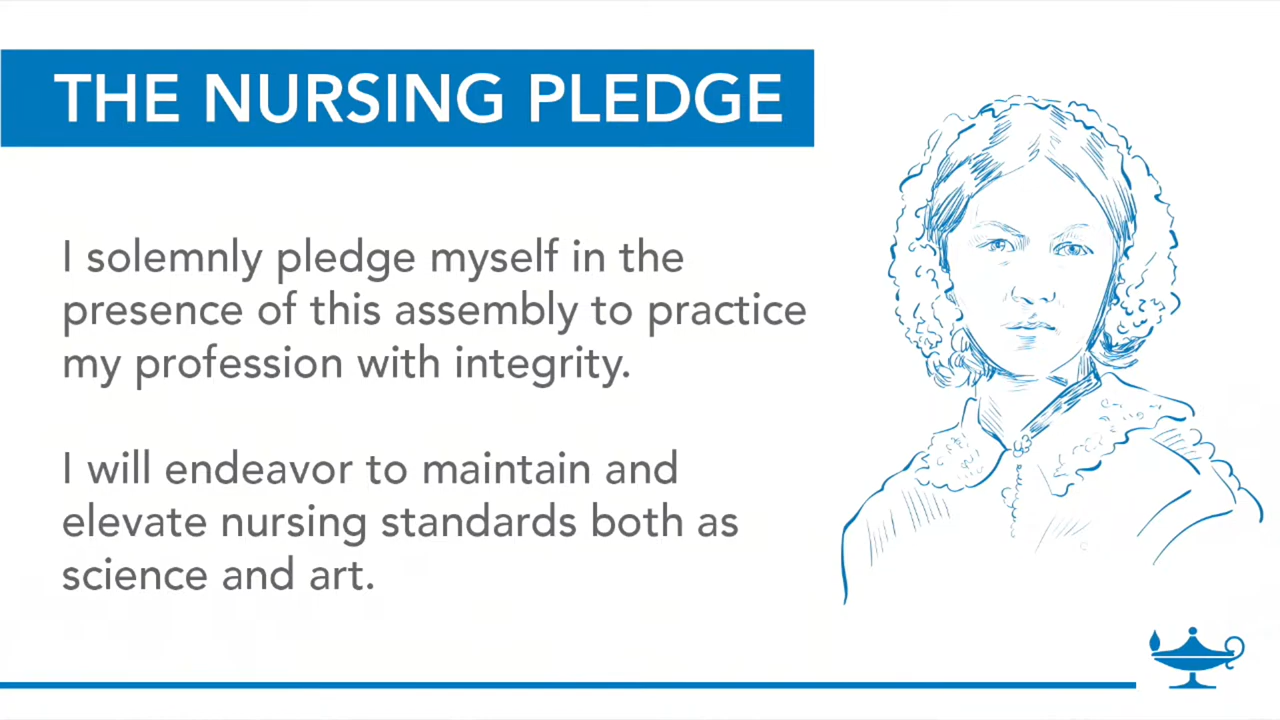 THE NURSING PLEDGE
I solemnly pledge myself in the
presence of this assembly to practice
my profession with integrity.
I will endeavor to maintain and
elevate nursing standards both as
science and art.